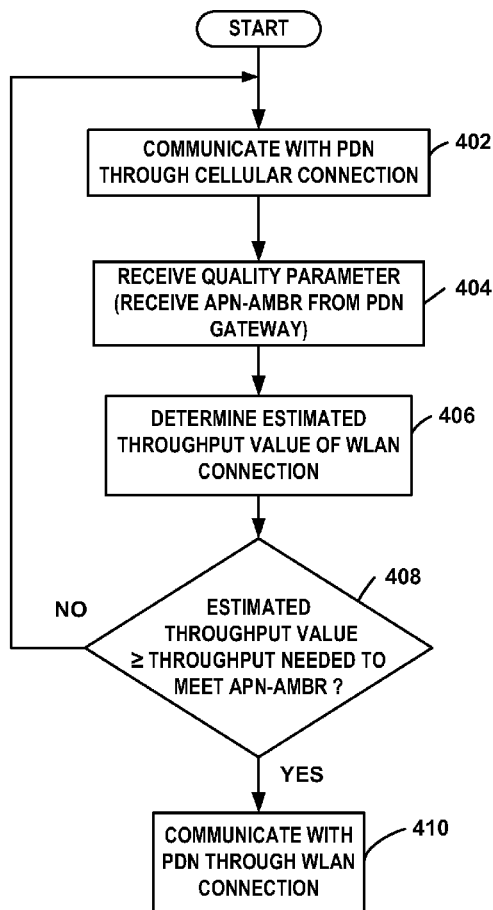 START
COMMUNICATE WITH PDN
THROUGH CELLULAR CONNECTION
402
RECEIVE QUALITY PARAMETER
(RECEIVE APN-AMBR FROM PDN
GATEWAY)
404
DETERMINE ESTIMATED
THROUGHPUT VALUE OF WLAN
CONNECTION
406
408
NO
ESTIMATED
THROUGHPUT VALUE
≥ THROUGHPUT NEEDED TO
MEET APN-AMBR ?
YES
COMMUNICATE WITH
PDN THROUGH WLAN
CONNECTION
410